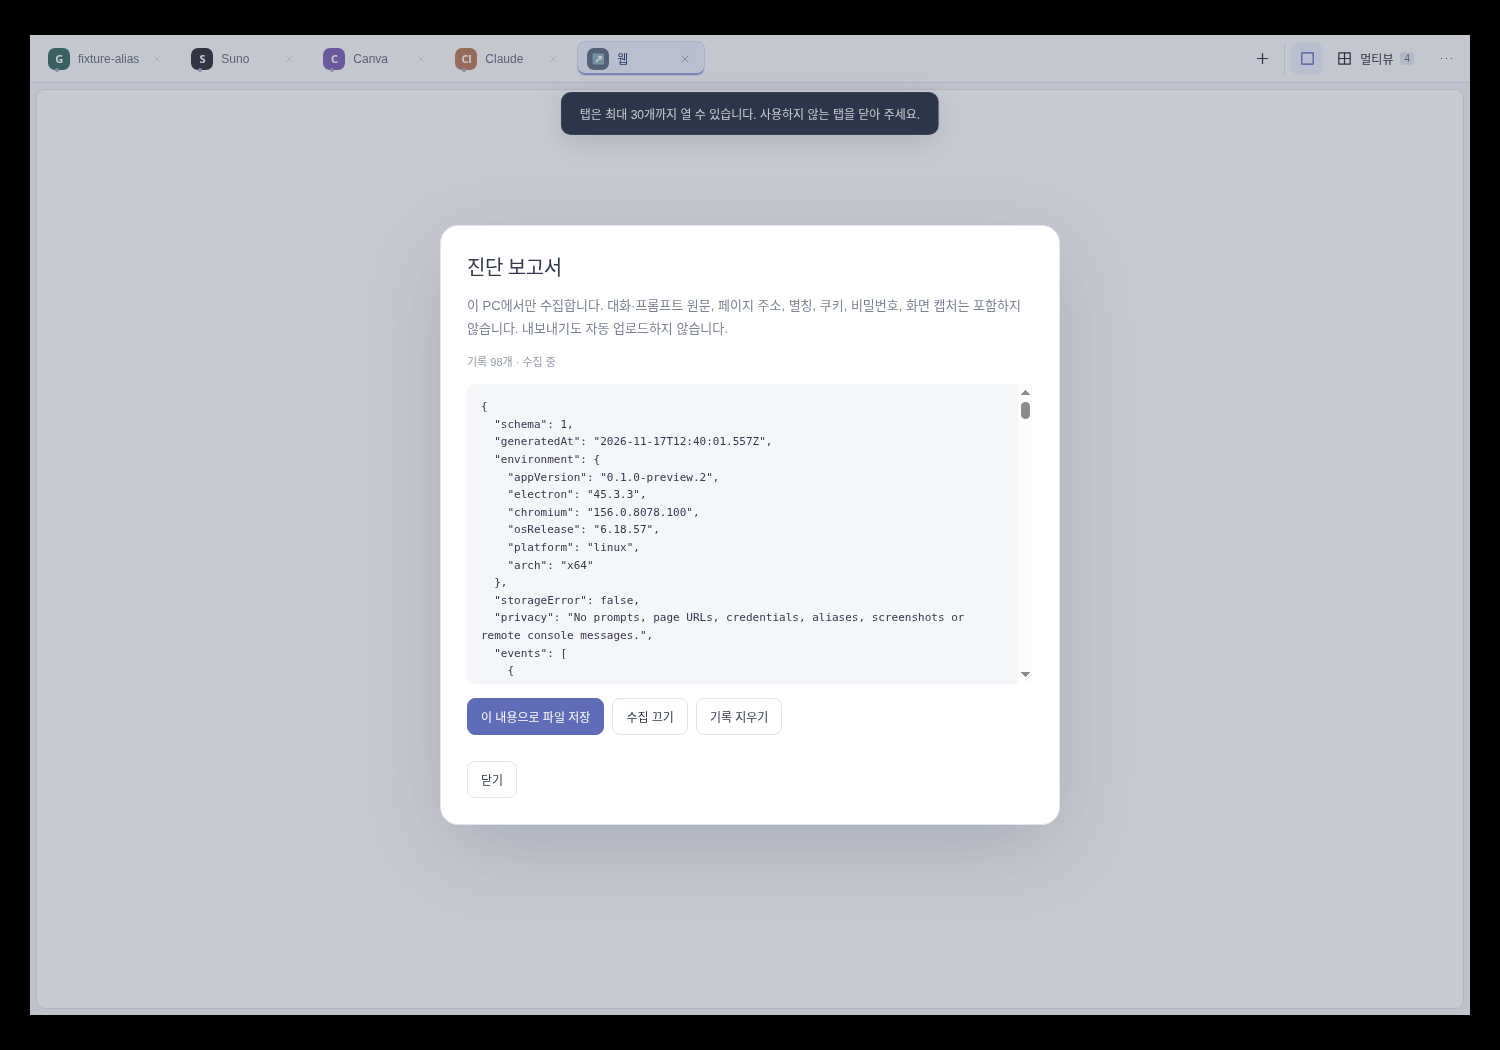 G fixture-alias × S Suno × C Canva × Cl Claude × 웹 × + 멀티뷰 4 ···
탭은 최대 30개까지 열 수 있습니다. 사용하지 않는 탭을 닫아 주세요.
진단 보고서
이 PC에서만 수집합니다. 대화·프롬프트 원문, 페이지 주소, 별칭, 쿠키, 비밀번호, 화면 캡처는 포함하지
않습니다. 내보내기도 자동 업로드하지 않습니다.
기록 98개 · 수집 중
{
  "schema": 1,
  "generatedAt": "2026-11-17T12:40:01.557Z",
  "environment": {
    "appVersion": "0.1.0-preview.2",
    "electron": "45.3.3",
    "chromium": "156.0.8078.100",
    "osRelease": "6.18.57",
    "platform": "linux",
    "arch": "x64"
  },
  "storageError": false,
  "privacy": "No prompts, page URLs, credentials, aliases, screenshots or
remote console messages.",
  "events": [
    {
이 내용으로 파일 저장 수집 끄기 기록 지우기
닫기